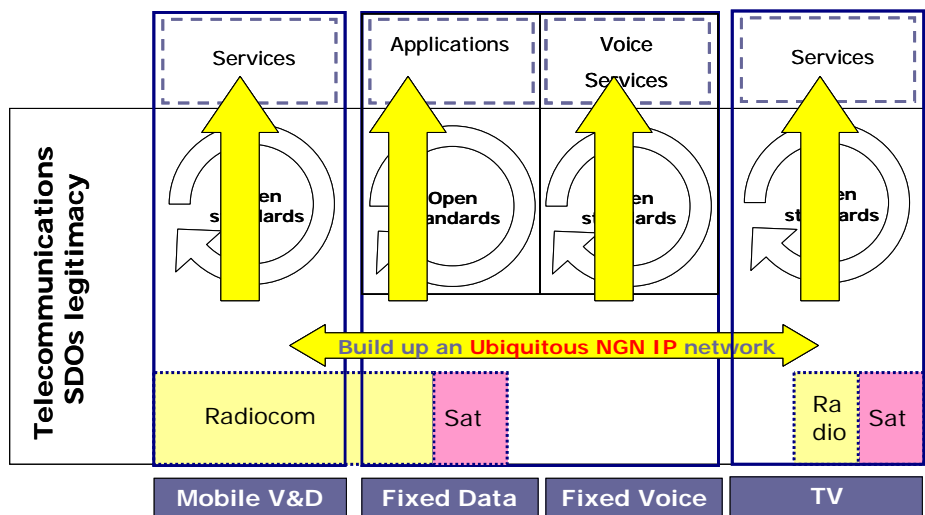 Services
Applications
Voice
Services
Services
Telecommunications
SDOs legitimacy
Open
standards
Build up an Ubiquitous NGN IP network
Radiocom
Sat
Ra
dio
Sat
Mobile V&D
Fixed Data
Fixed Voice
TV